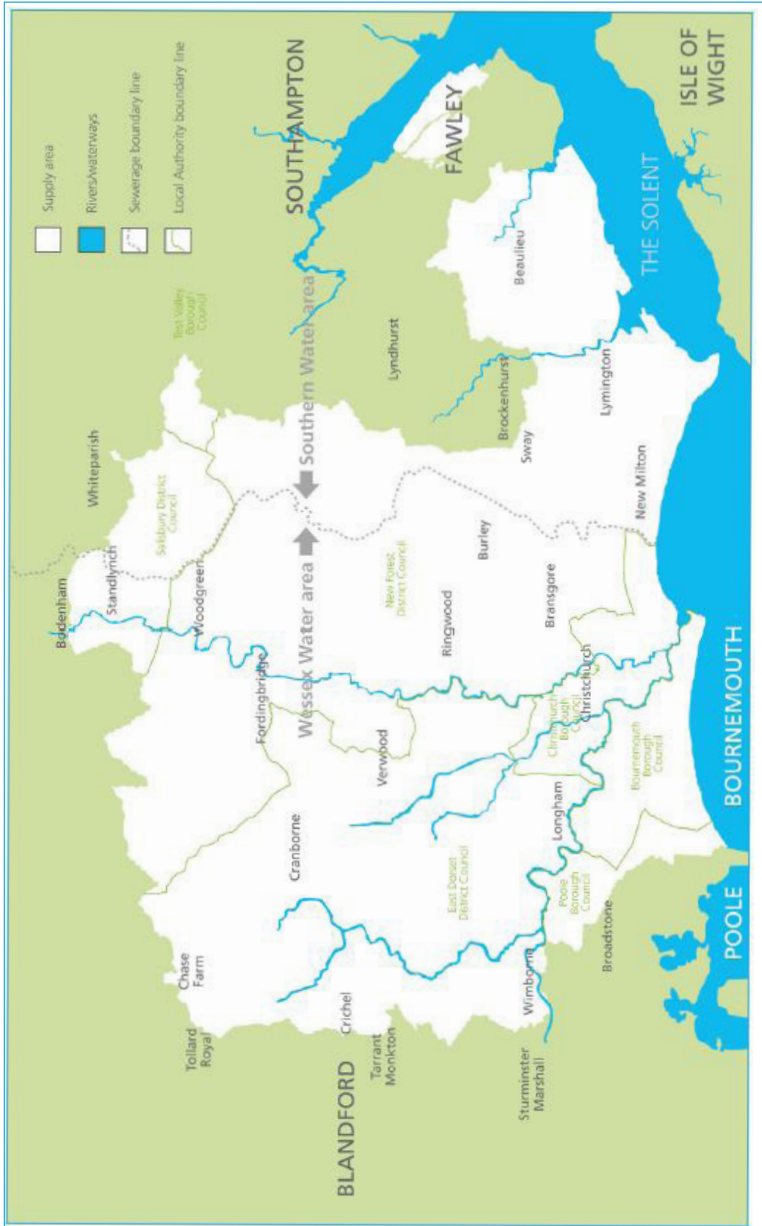 Supply area
Rivers/waterways
Sewerage boundary line
Local Authority boundary line
Bodenham
Whiteparish
Standlynch
Salisbury District
Council
Test Valley
Borough
Council
Tollard
Royal
Chase
Farm
Woodgreen
Fordingbridge
Cranborne
SOUTHAMPTON
Wessex Water area
Southern Water area
BLANDFORD
Crichel
Tarrant
Monkton
Verwood
New Forest
District Council
Lyndhurst
Ringwood
FAWLEY
East Dorset
District Council
Burley
Brockenhurst
Beaulieu
Sturminster
Marshall
Wimborne
Longham
Christchurch
Borough
Council
Christchurch
Bransgore
Sway
Poole
Borough
Council
Broadstone
Bournemouth
Borough
Council
New Milton
Lymington
THE SOLENT
ISLE OF
WIGHT
POOLE
BOURNEMOUTH